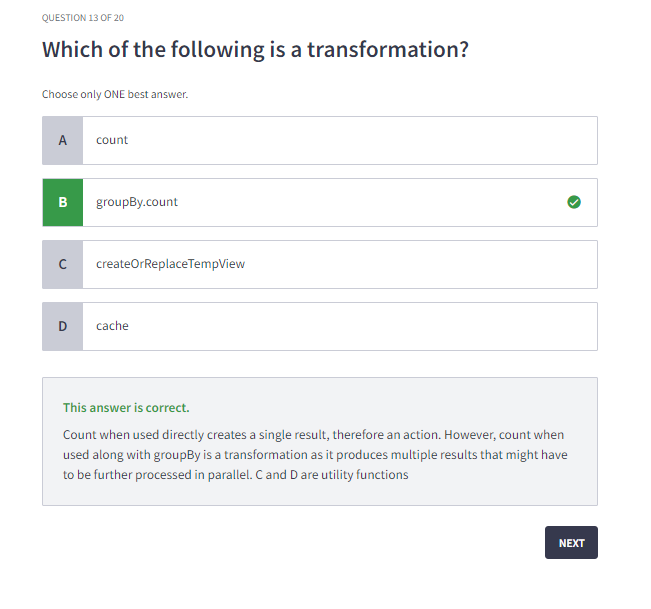 QUESTION 13 OF 20
Which of the following is a transformation?
Choose only ONE best answer.
A count
B groupBy.count
C createOrReplaceTempView
D cache
This answer is correct.
Count when used directly creates a single result, therefore an action. However, count when
used along with groupBy is a transformation as it produces multiple results that might have
to be further processed in parallel. C and D are utility functions
NEXT